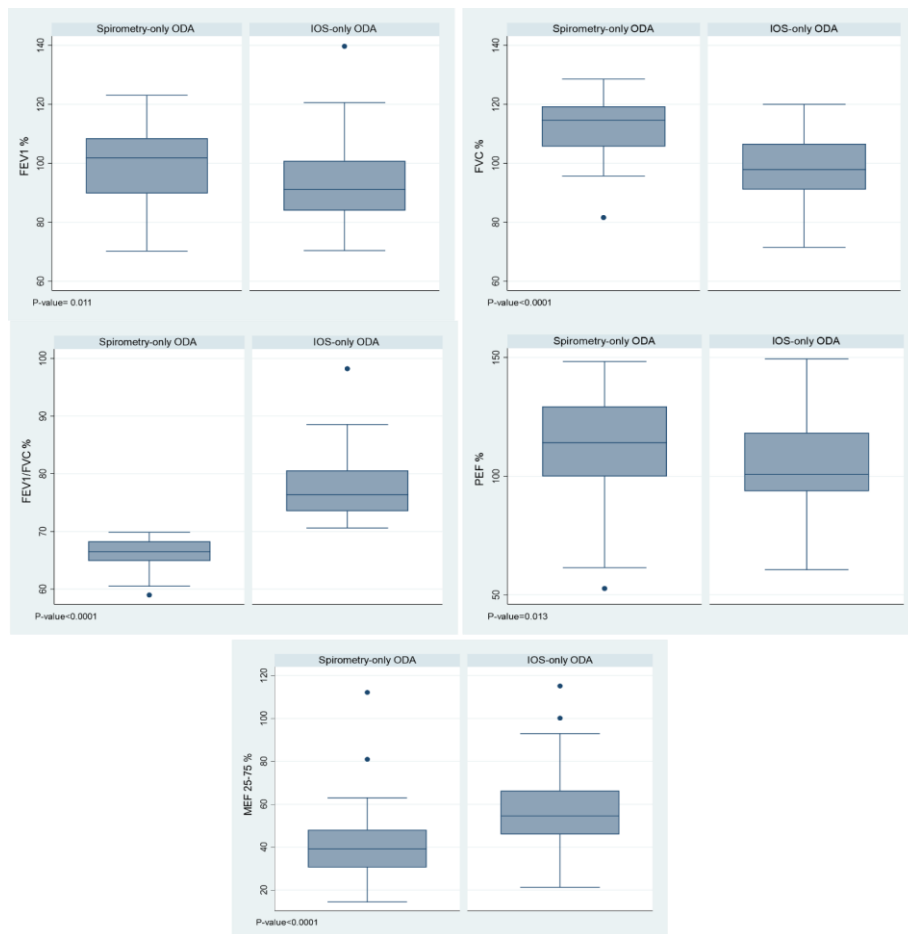 Spirometry-only ODA
IOS-only ODA
FEV1 %
140
120
100
80
60
P-value= 0.011
Spirometry-only ODA
IOS-only ODA
FVC %
140
120
100
80
60
P-value<0.0001
Spirometry-only ODA
IOS-only ODA
FEV1/FVC %
100
90
80
70
60
P-value<0.0001
Spirometry-only ODA
IOS-only ODA
PEF %
150
100
50
P-value=0.013
Spirometry-only ODA
IOS-only ODA
MEF 25-75 %
120
100
80
60
40
20
P-value<0.0001